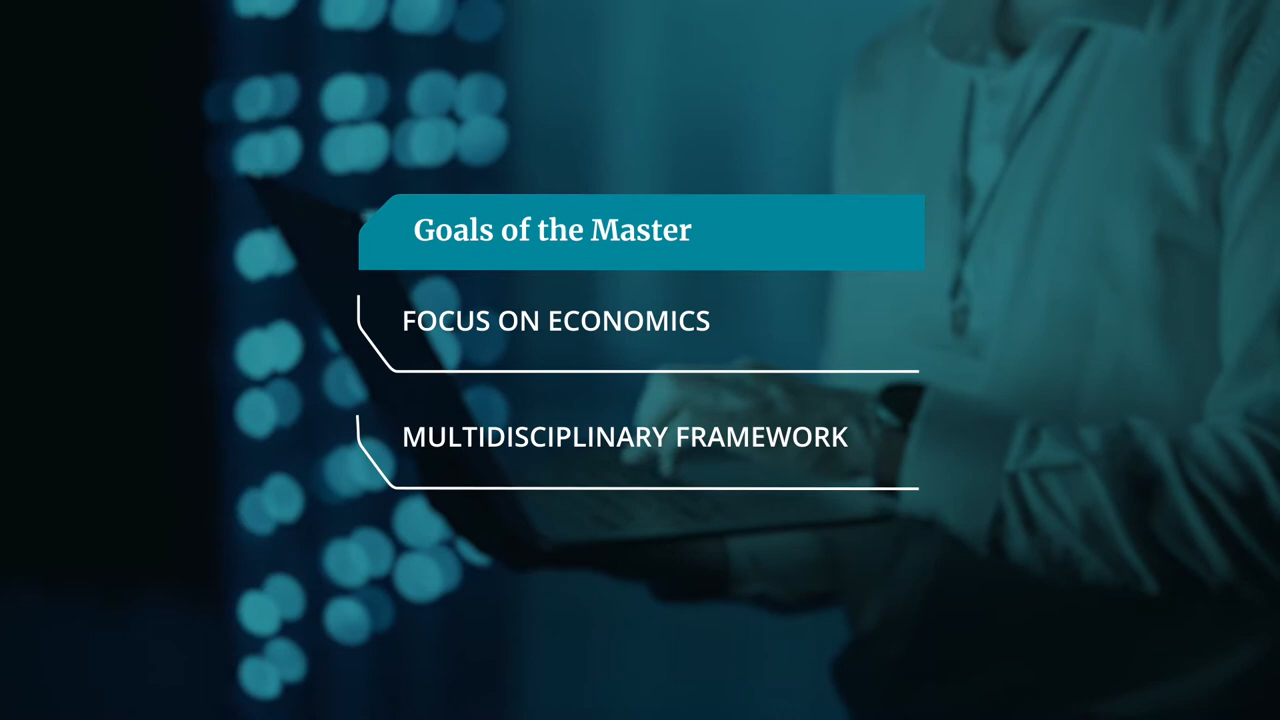 Goals of the Master
FOCUS ON ECONOMICS
MULTIDISCIPLINARY FRAMEWORK